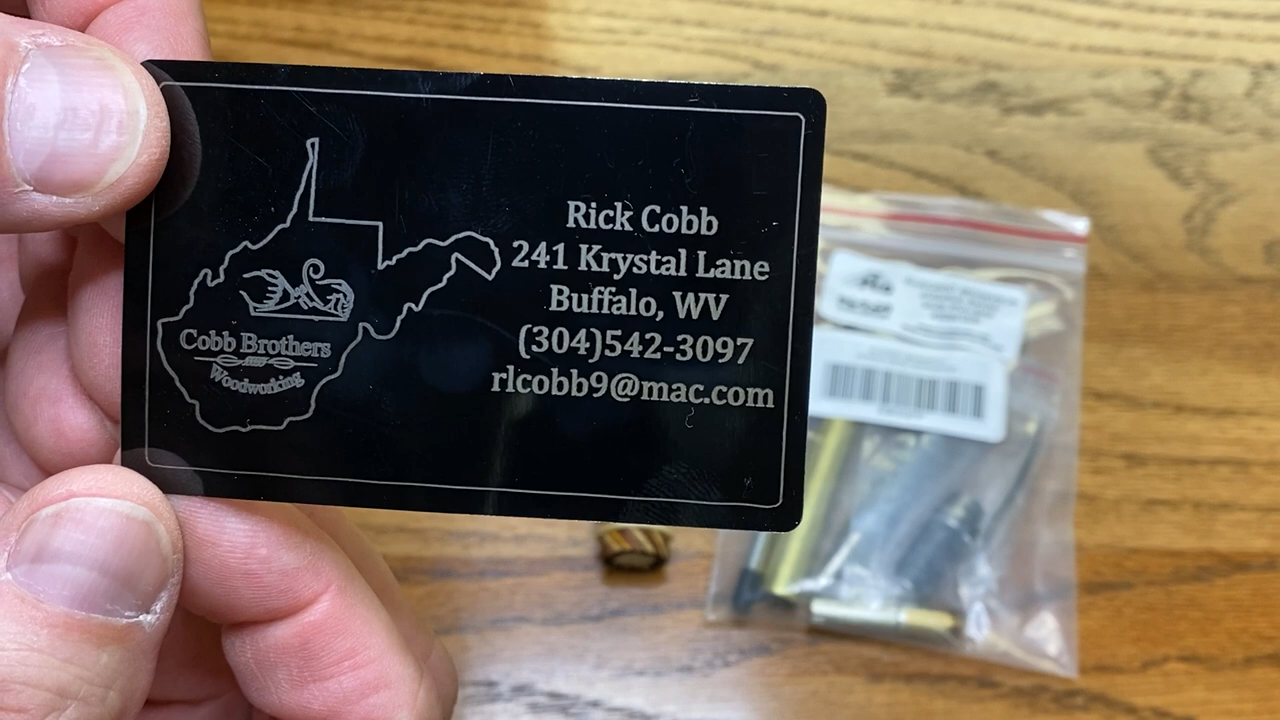 Rick Cobb
241 Krystal Lane
Buffalo, WV
(304)542-3097
rlcobb9@mac.com
Cobb Brothers
Woodworking